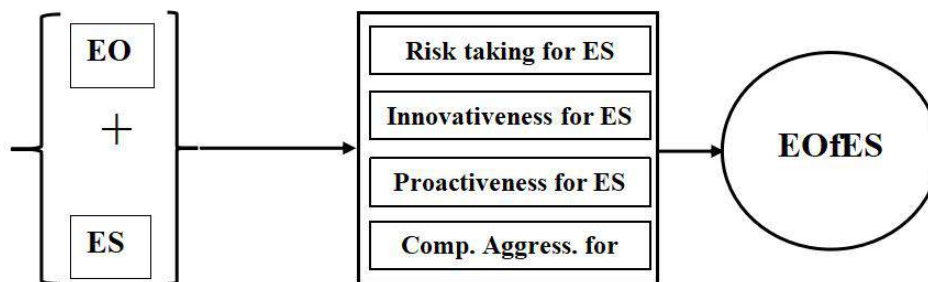 EO
+
ES
Risk taking for ES
Innovativeness for ES
Proactiveness for ES
Comp. Aggress. for
EOfES